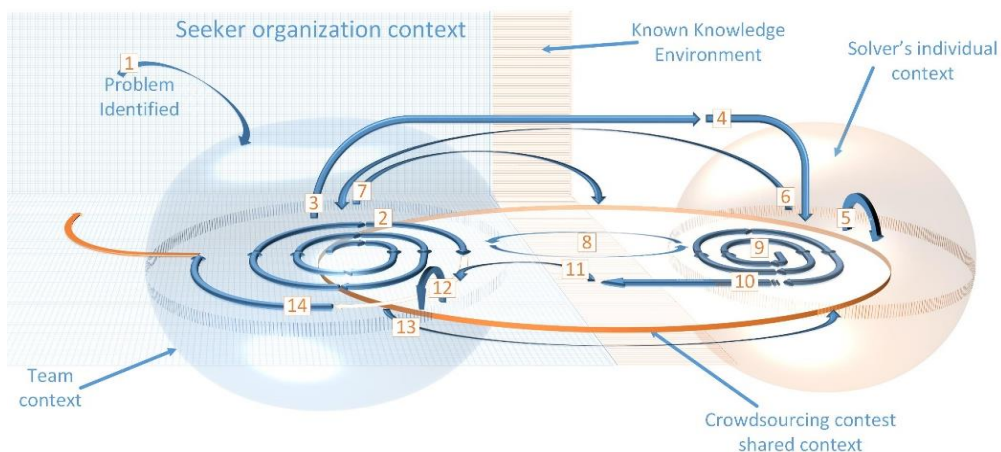 Seeker organization context
Known Knowledge
Environment
Solver's individual
context
1
Problem
Identified
4
3
7
6
5
2
8
9
11
10
12
14
13
Team
context
Crowdsourcing contest
shared context